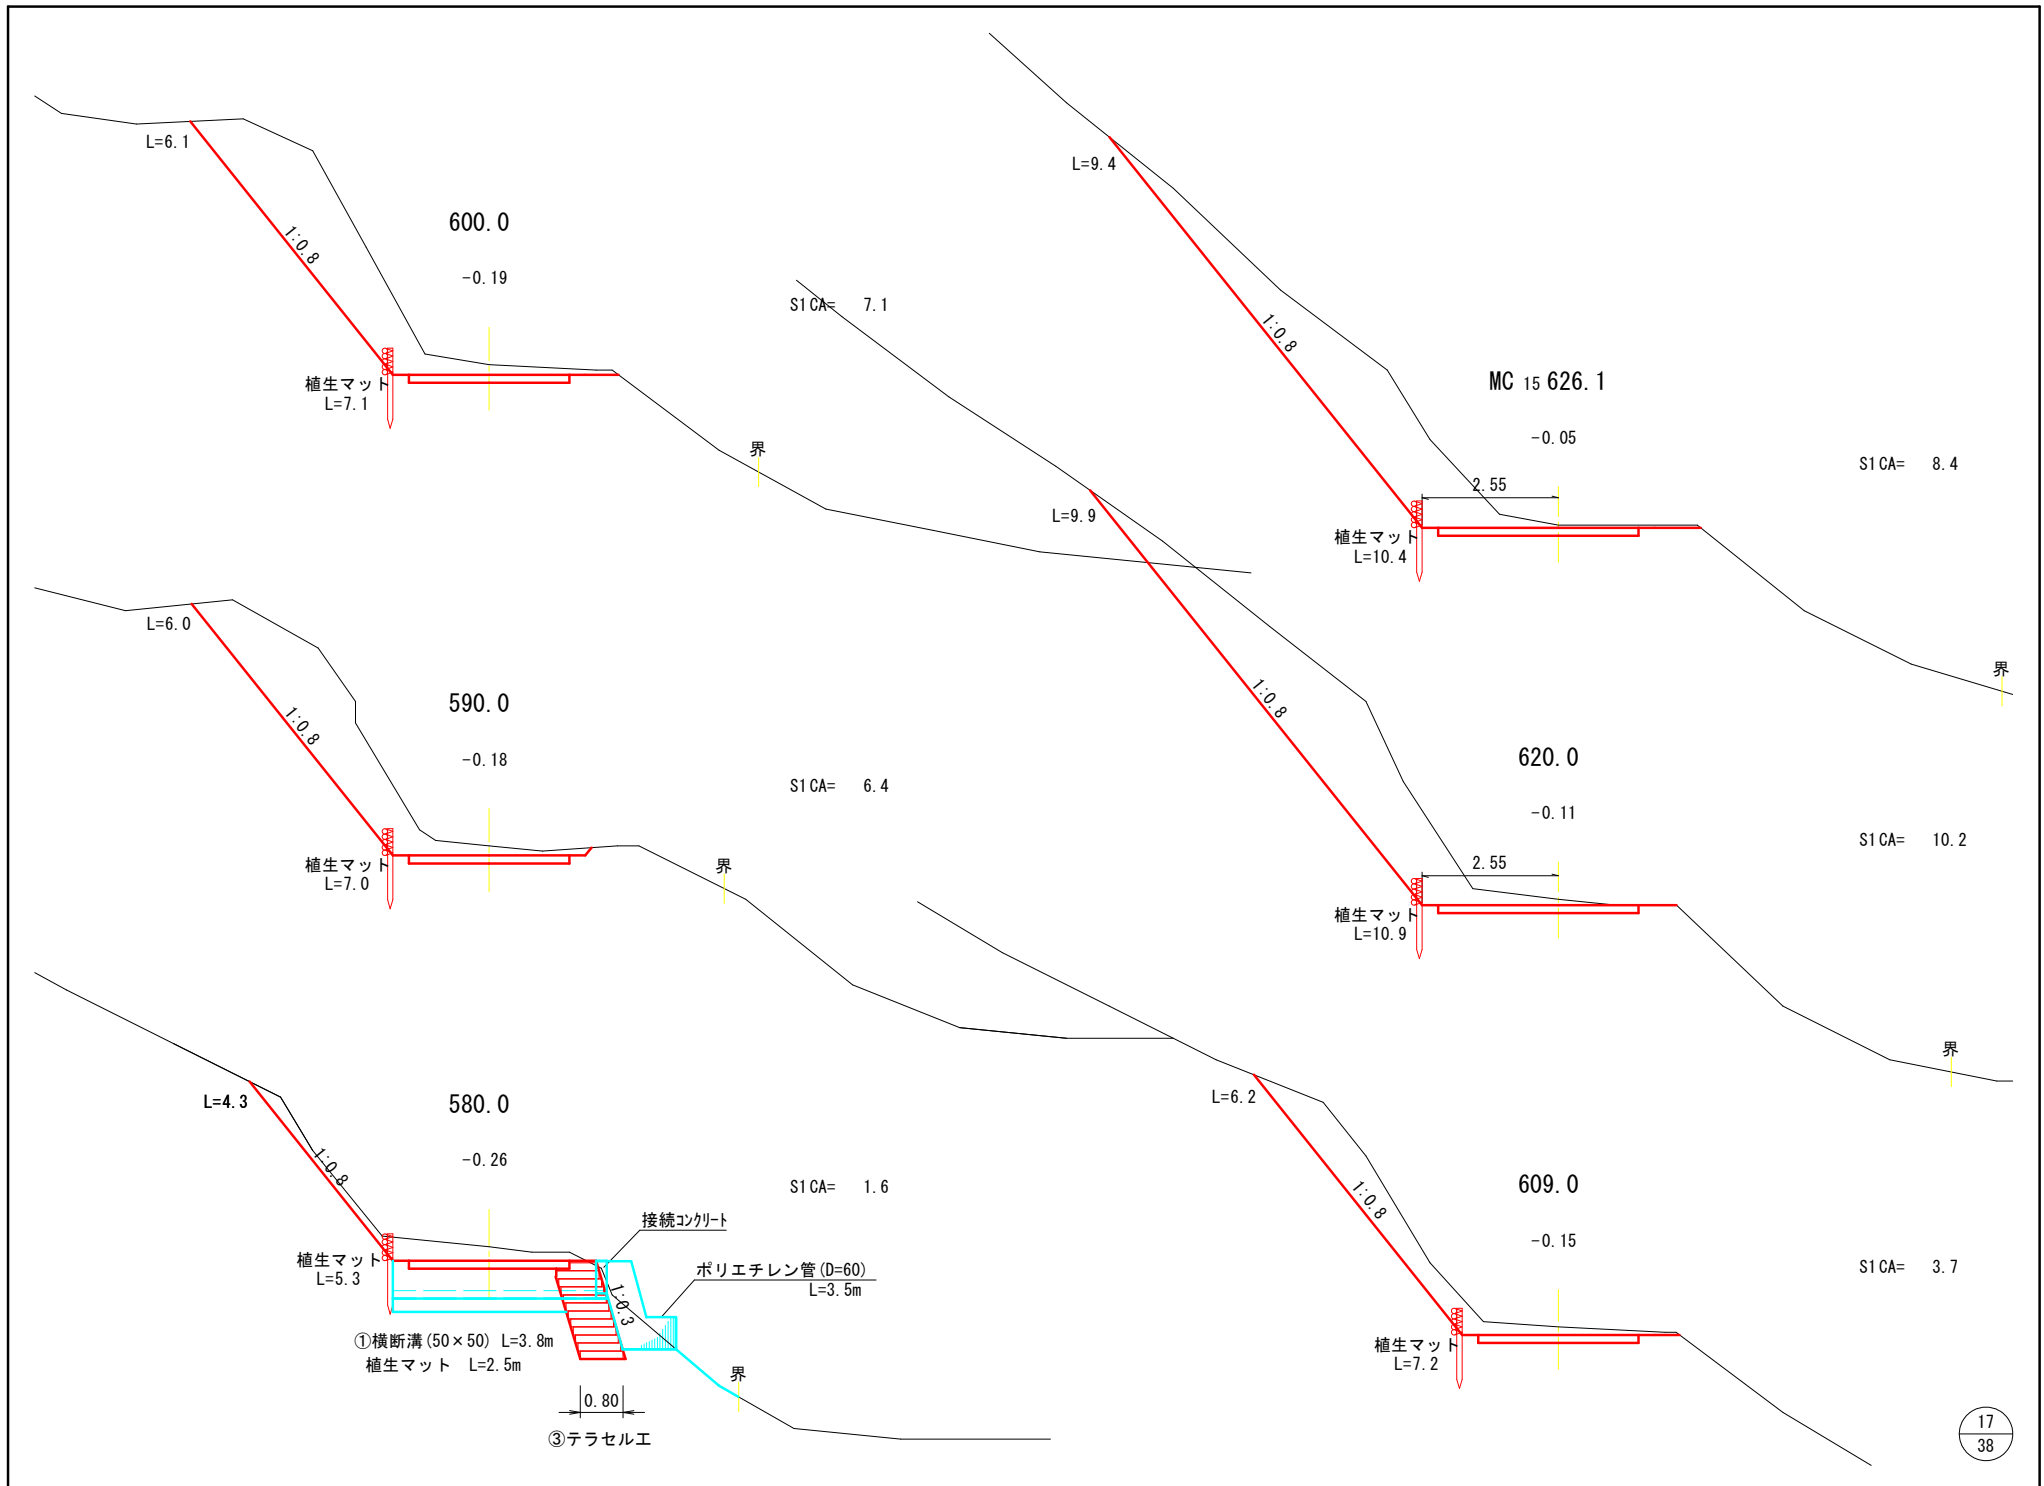 L=6.1
1:0.8
600.0
-0.19
S1CA= 7.1
植生マット
L=7.1
界
L=6.0
1:0.8
590.0
-0.18
S1CA= 6.4
植生マット
L=7.0
界
L=4.3
1:0.8
580.0
-0.26
S1CA= 1.6
接続ｺﾝｸﾘｰﾄ
植生マット
L=5.3
ポリエチレン管(D=60)
L=3.5m
1:0.3
①横断溝(50×50) L=3.8m
植生マット L=2.5m
界
0.80
③テラセル工
L=9.4
1:0.8
MC 15 626.1
-0.05
S1CA= 8.4
2.55
植生マット
L=10.4
界
L=9.9
1:0.8
620.0
-0.11
S1CA= 10.2
2.55
植生マット
L=10.9
界
L=6.2
1:0.8
609.0
-0.15
S1CA= 3.7
植生マット
L=7.2
17
38